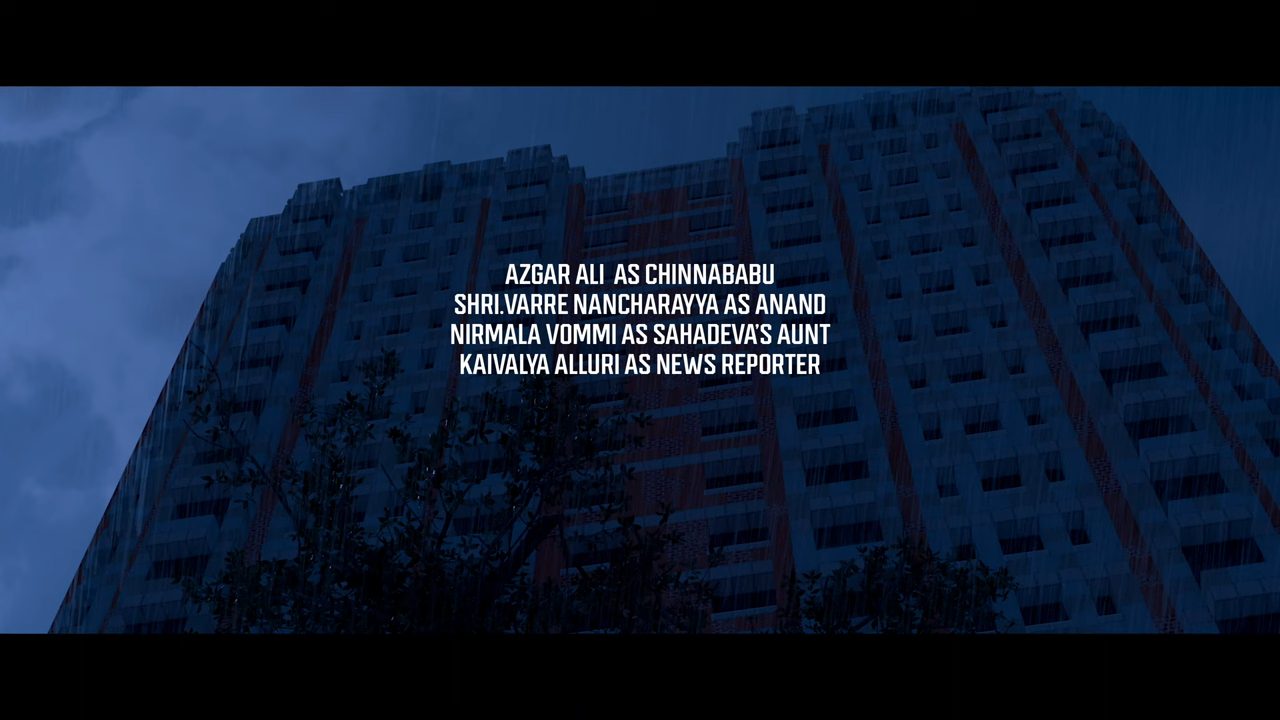 AZGAR ALI  AS CHINNABABU
SHRI.VARRE NANCHARAYYA AS ANAND
NIRMALA VOMMI AS SAHADEVA'S AUNT
KAIVALYA ALLURI AS NEWS REPORTER